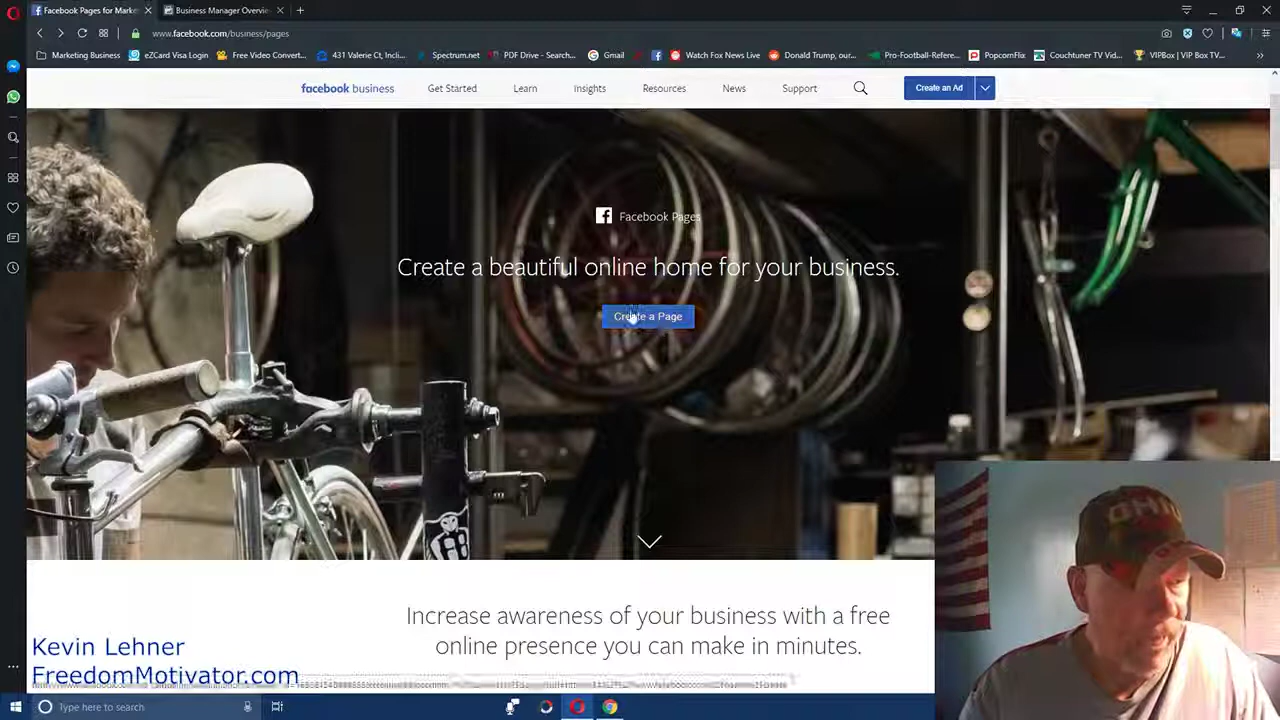 Facebook Pages for Marke
Business Manager Overvie
www.facebook.com/business/pages
Marketing Business
eZCard Visa Login
Free Video Convert...
431 Valerie Ct, Incli...
Spectrum.net
PDF Drive - Search...
Gmail
Watch Fox News Live
Donald Trump, our...
Pro-Football-Refere...
PopcornFlix
Couchtuner TV Vid...
VIPBox | VIP Box TV...
facebook business
Get Started
Learn
Insights
Resources
News
Support
Create an Ad
Facebook Pages
Create a beautiful online home for your business.
Create a Page
OHIO
Increase awareness of your business with a free
online presence you can make in minutes.
Kevin Lehner
FreedomMotivator.com
Type here to search